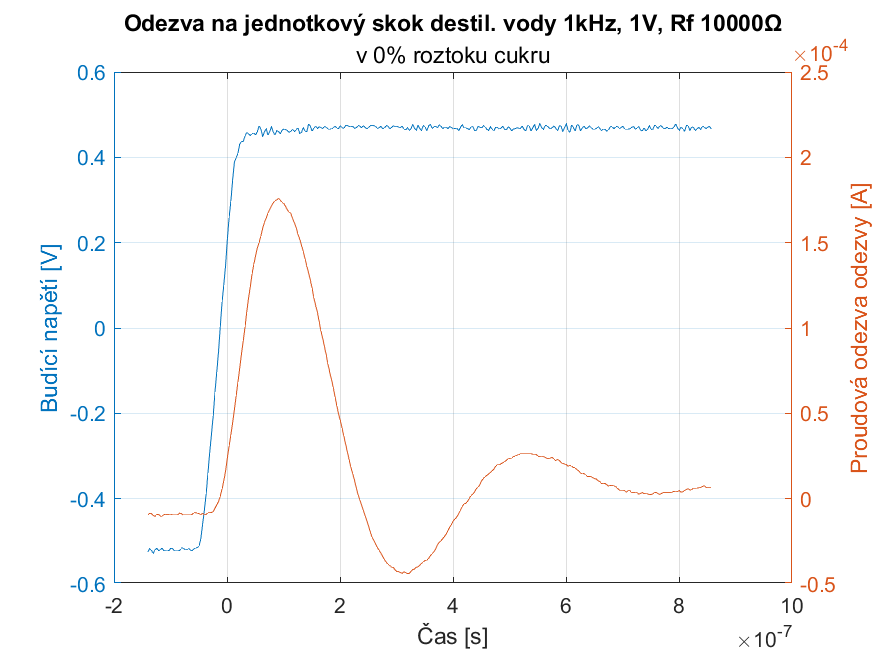 Odezva na jednotkový skok destil. vody 1kHz, 1V, Rf 10000Ω
v 0% roztoku cukru
×10⁻⁴
0.6
0.4
0.2
0
-0.2
-0.4
-0.6
Budící napětí [V]
2.5
2
1.5
1
0.5
0
-0.5
Proudová odezva odezvy [A]
-2 0 2 4 6 8 10
Čas [s]
×10⁻⁷